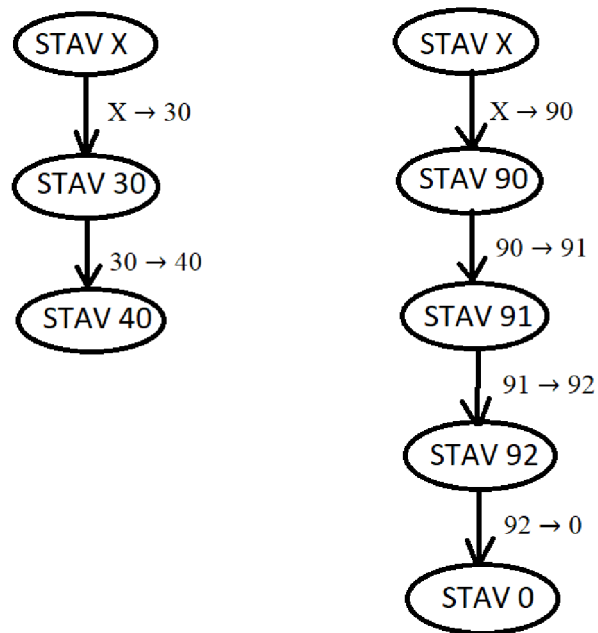 STAV X
X → 30
STAV 30
30 → 40
STAV 40
STAV X
X → 90
STAV 90
90 → 91
STAV 91
91 → 92
STAV 92
92 → 0
STAV 0